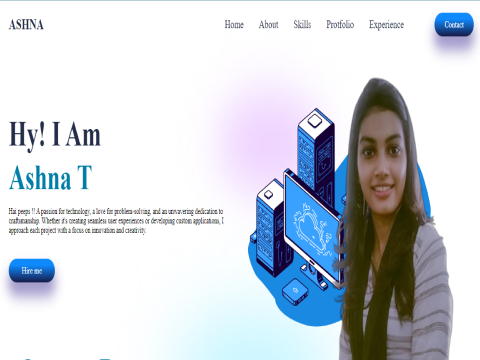 ASHNA
Home About Skills Protfolio Experience Contact
Hy! I Am
Ashna T
Hai peeps !! A passion for technology, a love for problem-solving, and an unwavering dedication to
craftsmanship. Whether it's creating seamless user experiences or developing custom applications, I
approach each project with a focus on innovation and creativity.
Hire me